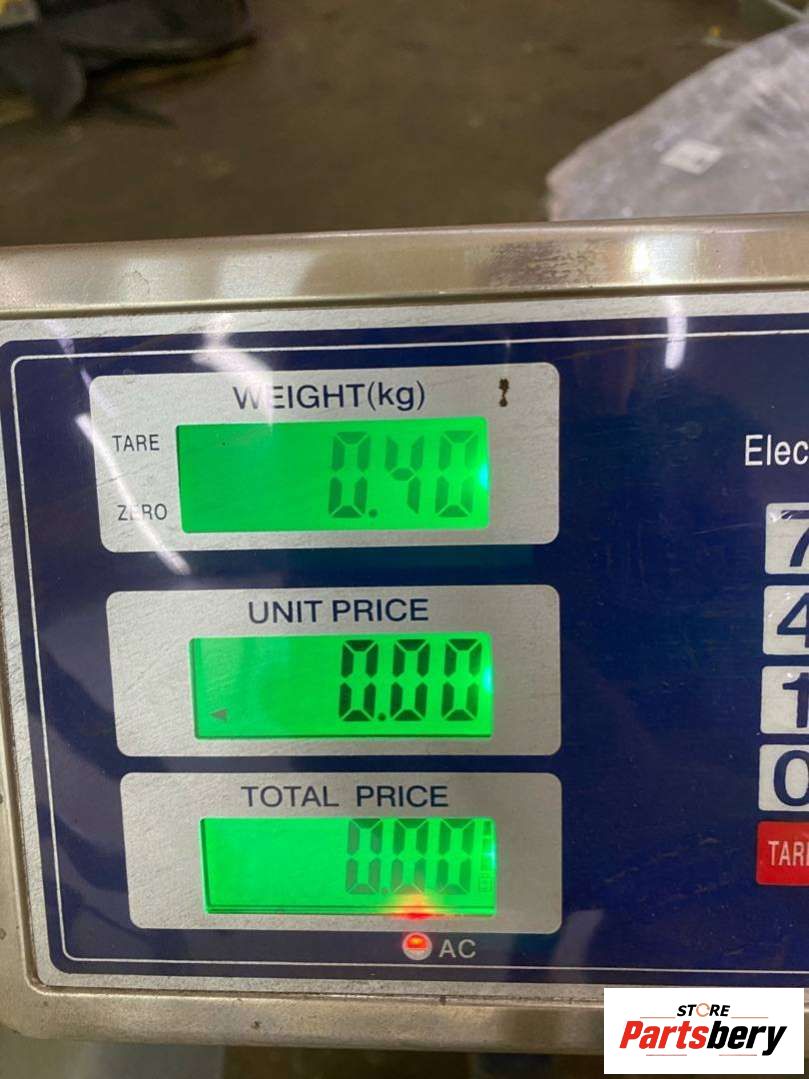 WEIGHT(kg)
TARE
0.40
ZERO
Elec
7
UNIT PRICE
4
0.00
1
0
TOTAL PRICE
0.00
TARE
AC
STORE
Partsbery